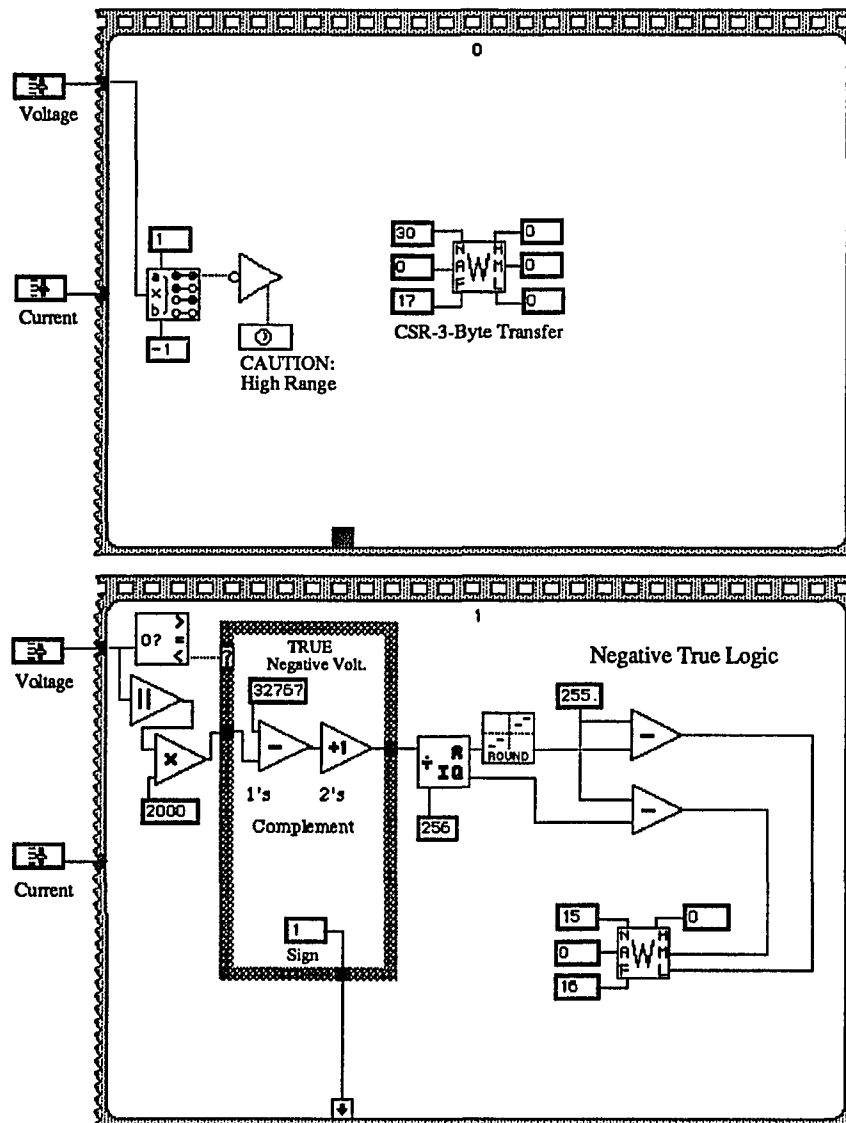 0
Voltage
1
a
x
b
-1
Current
CAUTION:
High Range
30
0
17
N
A
F
W
H
M
L
0
0
0
CSR-3-Byte Transfer
1
Voltage
0?
>
=
<
?
TRUE
Negative Volt.
32767
-
+1
1's
2's
Complement
||
x
2000
÷
R
IQ
256
ROUND
Negative True Logic
255.
-
-
Current
1
Sign
15
0
16
N
A
F
W
H
M
L
0